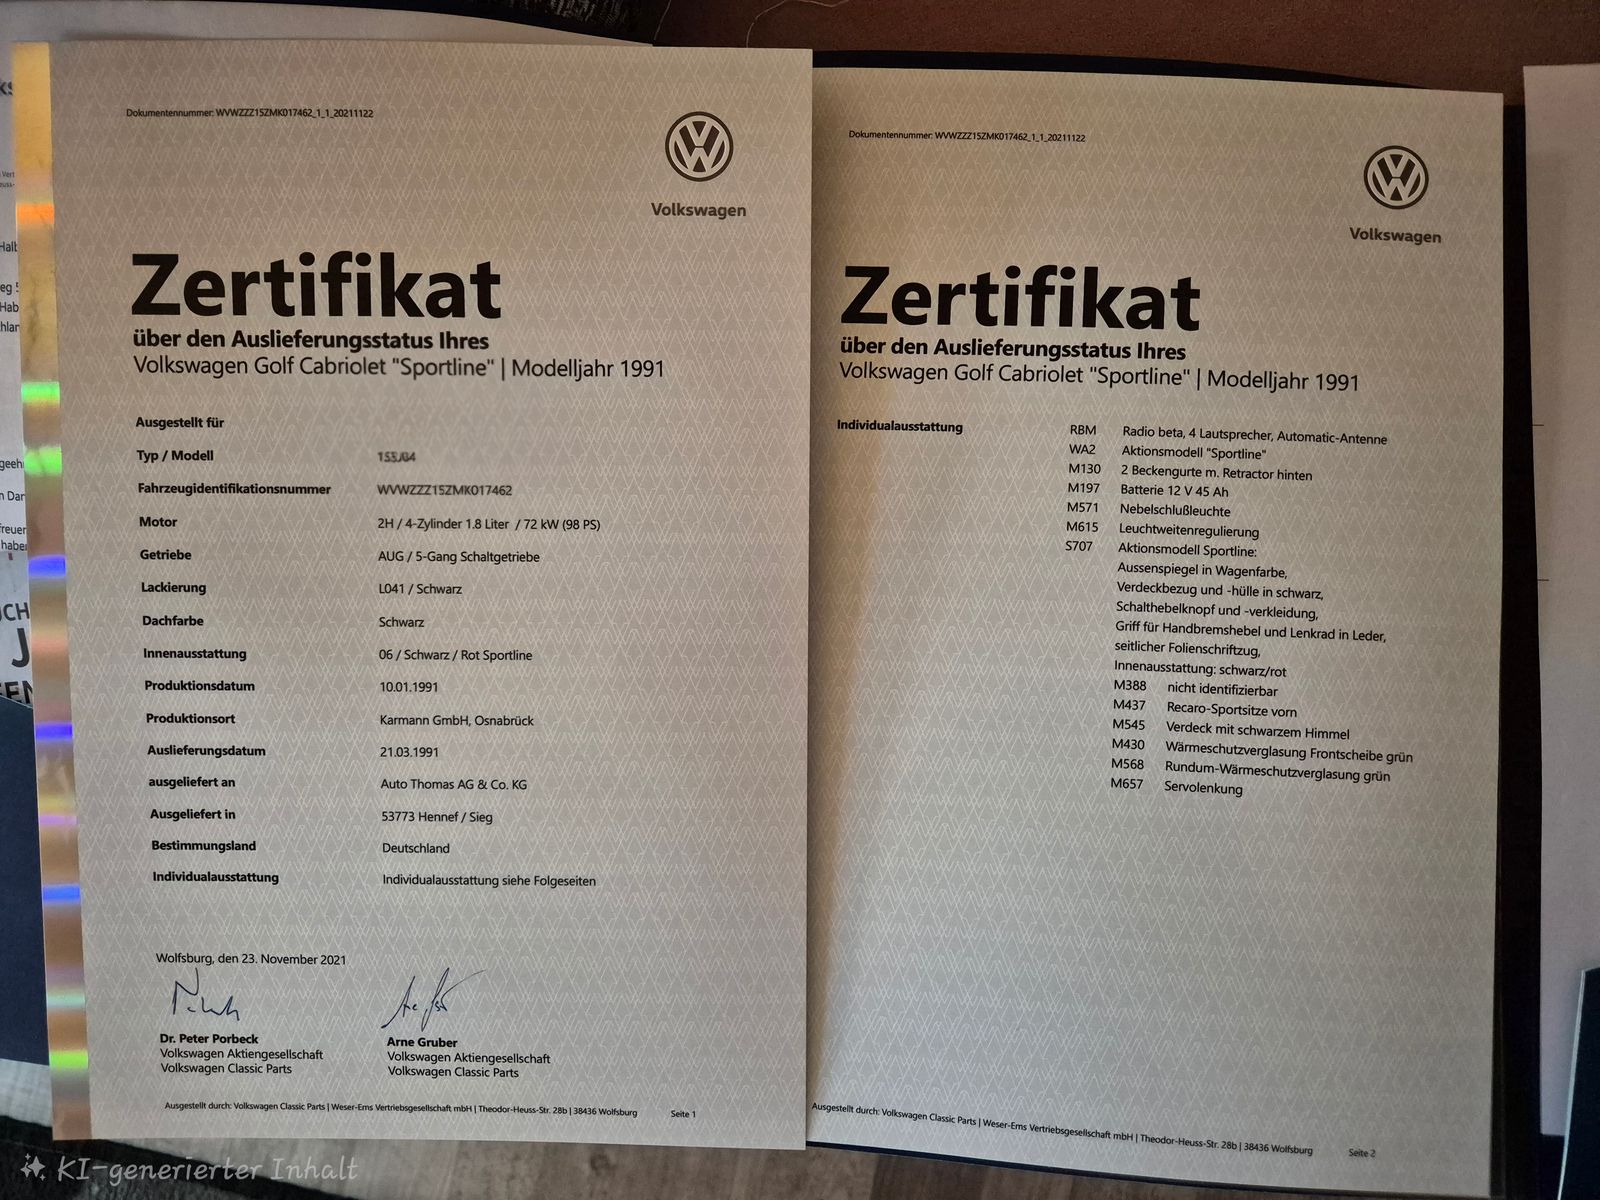 Dokumentennummer: WVWZZZ15ZMK017462_1_1_20211122
Volkswagen
Zertifikat
über den Auslieferungsstatus Ihres
Volkswagen Golf Cabriolet "Sportline" | Modelljahr 1991
Ausgestellt für
Typ / Modell
Fahrzeugidentifikationsnummer WVWZZZ15ZMK017462
Motor 2H / 4-Zylinder 1.8 Liter / 72 kW (98 PS)
Getriebe AUG / 5-Gang Schaltgetriebe
Lackierung L041 / Schwarz
Dachfarbe Schwarz
Innenausstattung 06 / Schwarz / Rot Sportline
Produktionsdatum 10.01.1991
Produktionsort Karmann GmbH, Osnabrück
Auslieferungsdatum 21.03.1991
ausgeliefert an Auto Thomas AG & Co. KG
Ausgeliefert in 53773 Hennef / Sieg
Bestimmungsland Deutschland
Individualausstattung Individualausstattung siehe Folgeseiten
Wolfsburg, den 23. November 2021
Dr. Peter Porbeck
Volkswagen Aktiengesellschaft
Volkswagen Classic Parts
Arne Gruber
Volkswagen Aktiengesellschaft
Volkswagen Classic Parts
Ausgestellt durch: Volkswagen Classic Parts | Weser-Ems Vertriebsgesellschaft mbH | Theodor-Heuss-Str. 28b | 38436 Wolfsburg Seite 1
Dokumentennummer: WVWZZZ15ZMK017462_1_1_20211122
Volkswagen
Zertifikat
über den Auslieferungsstatus Ihres
Volkswagen Golf Cabriolet "Sportline" | Modelljahr 1991
Individualausstattung RBM Radio beta, 4 Lautsprecher, Automatic-Antenne
WA2 Aktionsmodell "Sportline"
M130 2 Beckengurte m. Retractor hinten
M197 Batterie 12 V 45 Ah
M571 Nebelschlußleuchte
M615 Leuchtweitenregulierung
S707 Aktionsmodell Sportline:
Aussenspiegel in Wagenfarbe,
Verdeckbezug und -hülle in schwarz,
Schalthebelknopf und -verkleidung,
Griff für Handbremshebel und Lenkrad in Leder,
seitlicher Folienschriftzug,
Innenausstattung: schwarz/rot
M388 nicht identifizierbar
M437 Recaro-Sportsitze vorn
M545 Verdeck mit schwarzem Himmel
M430 Wärmeschutzverglasung Frontscheibe grün
M568 Rundum-Wärmeschutzverglasung grün
M657 Servolenkung
Ausgestellt durch: Volkswagen Classic Parts | Weser-Ems Vertriebsgesellschaft mbH | Theodor-Heuss-Str. 28b | 38436 Wolfsburg Seite 2
KI-generierter Inhalt